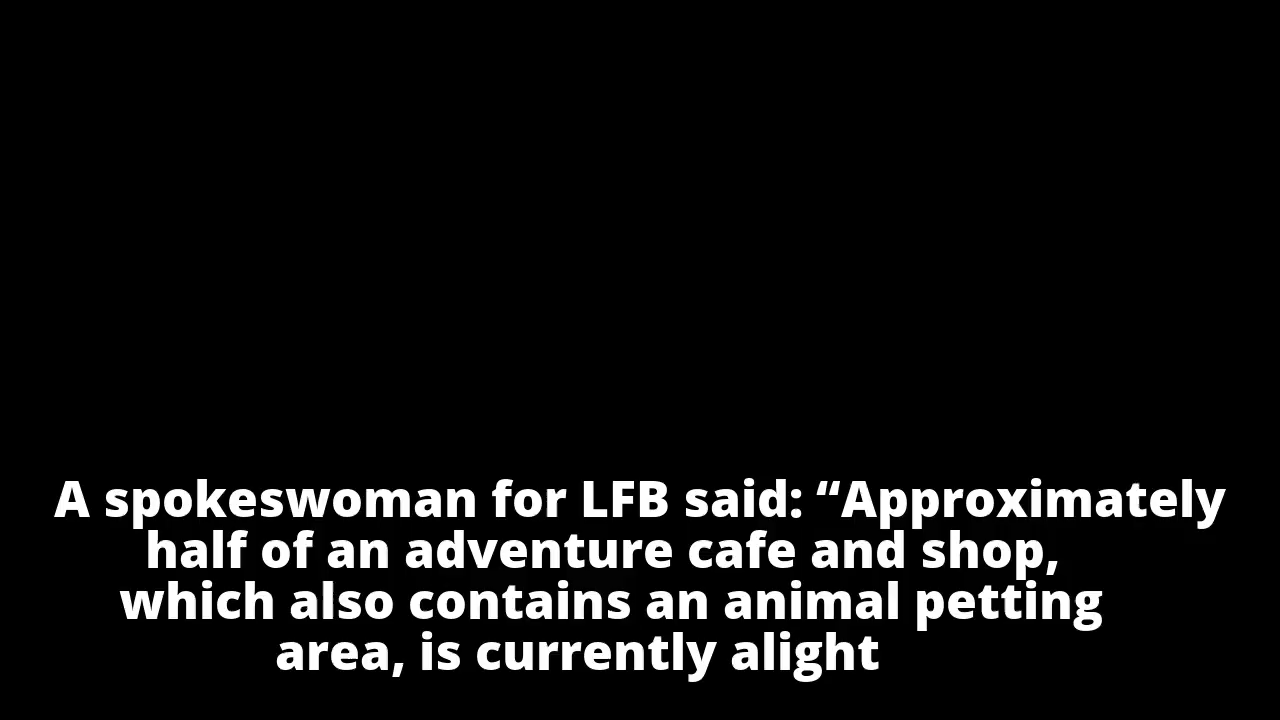 A spokeswoman for LFB said: “Approximately
half of an adventure cafe and shop,
which also contains an animal petting
area, is currently alight